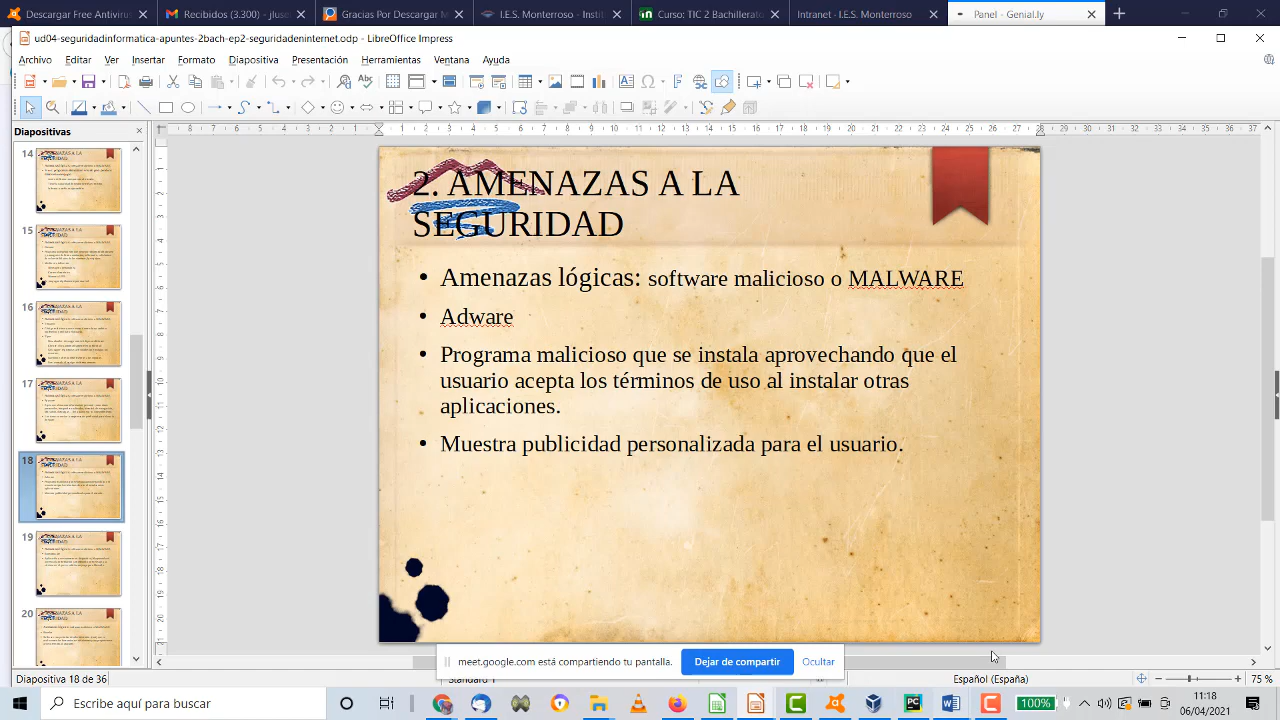 Descargar Free Antivirus
Recibidos (3.300) - jhoe
Gracias Por Descargar M
I.E.S. Monterroso - Instit
Curso: TIC 2 Bachillerato
Intranet - I.E.S. Monterroso
Panel - Genial.ly
ud04-seguridadinformatica-apuntes-2bach-ep2-seguridadeninternet.odp - LibreOffice Impress
Archivo Editar Ver Insertar Formato Diapositiva Presentación Herramientas Ventana Ayuda
Diapositivas
14
15
16
17
18
19
20
2. AMENAZAS A LA
SEGURIDAD
• Amenazas lógicas: software malicioso o MALWARE
• Adware
• Programa malicioso que se instala aprovechando que el
usuario acepta los términos de uso al instalar otras
aplicaciones.
• Muestra publicidad personalizada para el usuario.
meet.google.com está compartiendo tu pantalla. Dejar de compartir Ocultar
Diapositiva 18 de 36
Español (España)
75 %
Escribe aquí para buscar
100%
11:18
06/04/2021